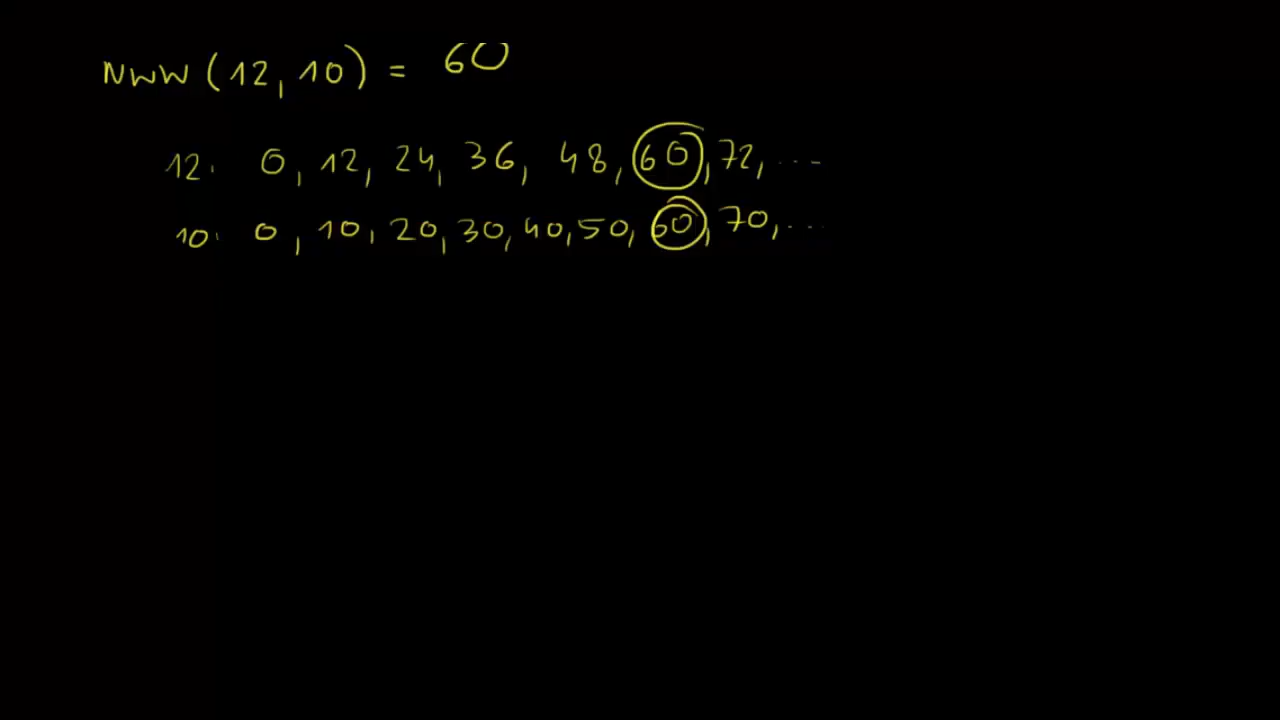 NWW (12, 10) = 60
12: 0, 12, 24, 36, 48, 60, 72, ...
10: 0, 10, 20, 30, 40, 50, 60, 70, ...